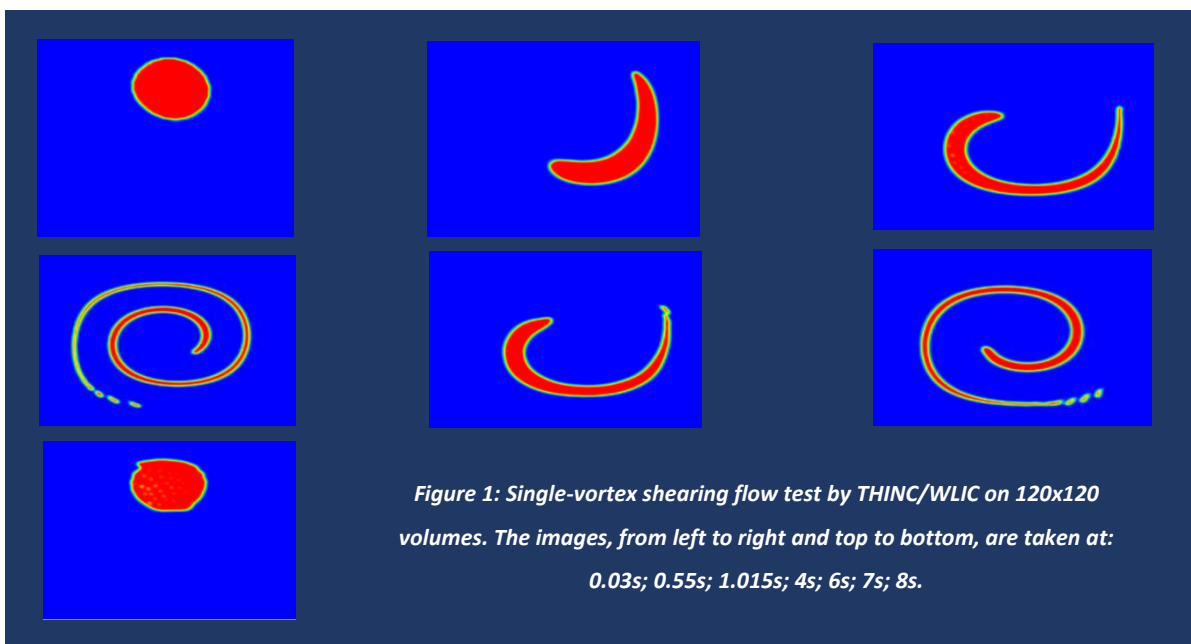 Figure 1: Single-vortex shearing flow test by THINC/WLIC on 120x120
volumes. The images, from left to right and top to bottom, are taken at:
0.03s; 0.55s; 1.015s; 4s; 6s; 7s; 8s.